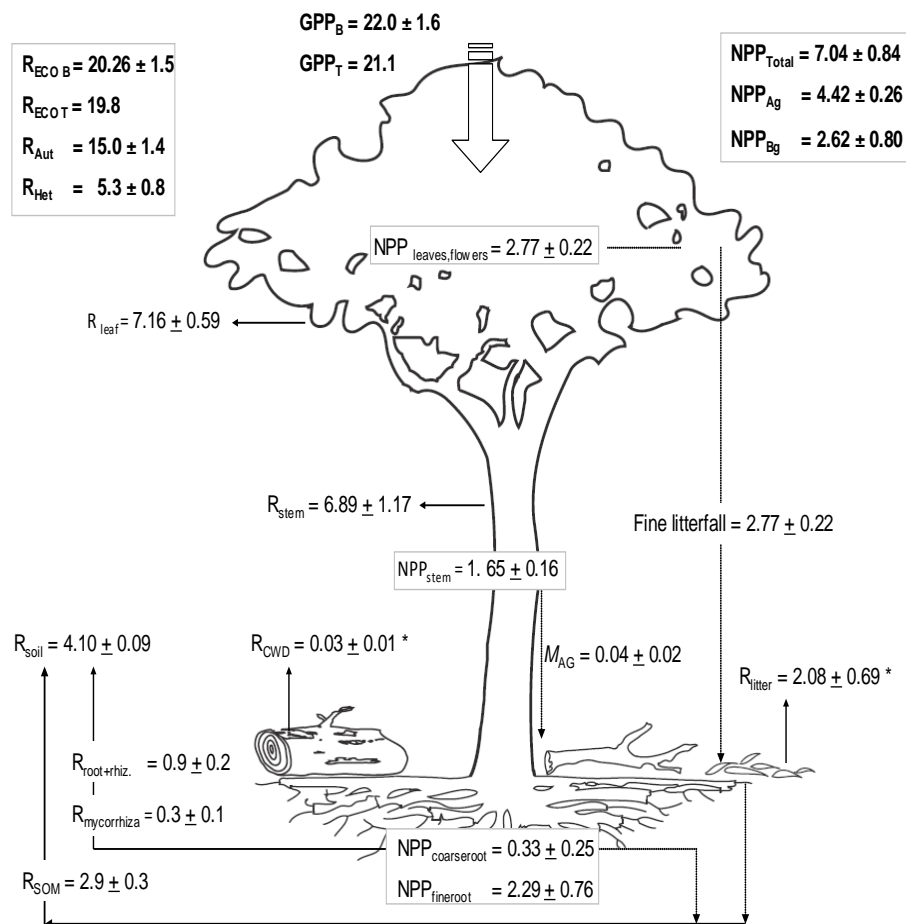 GPP_B = 22.0 ± 1.6
GPP_T = 21.1
R_ECO B = 20.26 ± 1.5
R_ECO T = 19.8
R_Aut = 15.0 ± 1.4
R_Het = 5.3 ± 0.8
NPP_Total = 7.04 ± 0.84
NPP_Ag = 4.42 ± 0.26
NPP_Bg = 2.62 ± 0.80
NPP leaves,flowers = 2.77 ± 0.22
R leaf = 7.16 ± 0.59
R_stem = 6.89 ± 1.17
Fine litterfall = 2.77 ± 0.22
NPP_stem = 1. 65 ± 0.16
R_soil = 4.10 ± 0.09
R_CWD = 0.03 ± 0.01 *
M_AG = 0.04 ± 0.02
R_litter = 2.08 ± 0.69 *
R_root+rhiz. = 0.9 ± 0.2
R_mycorrhiza = 0.3 ± 0.1
NPP_coarseroot = 0.33 ± 0.25
NPP_fineroot = 2.29 ± 0.76
R_SOM = 2.9 ± 0.3